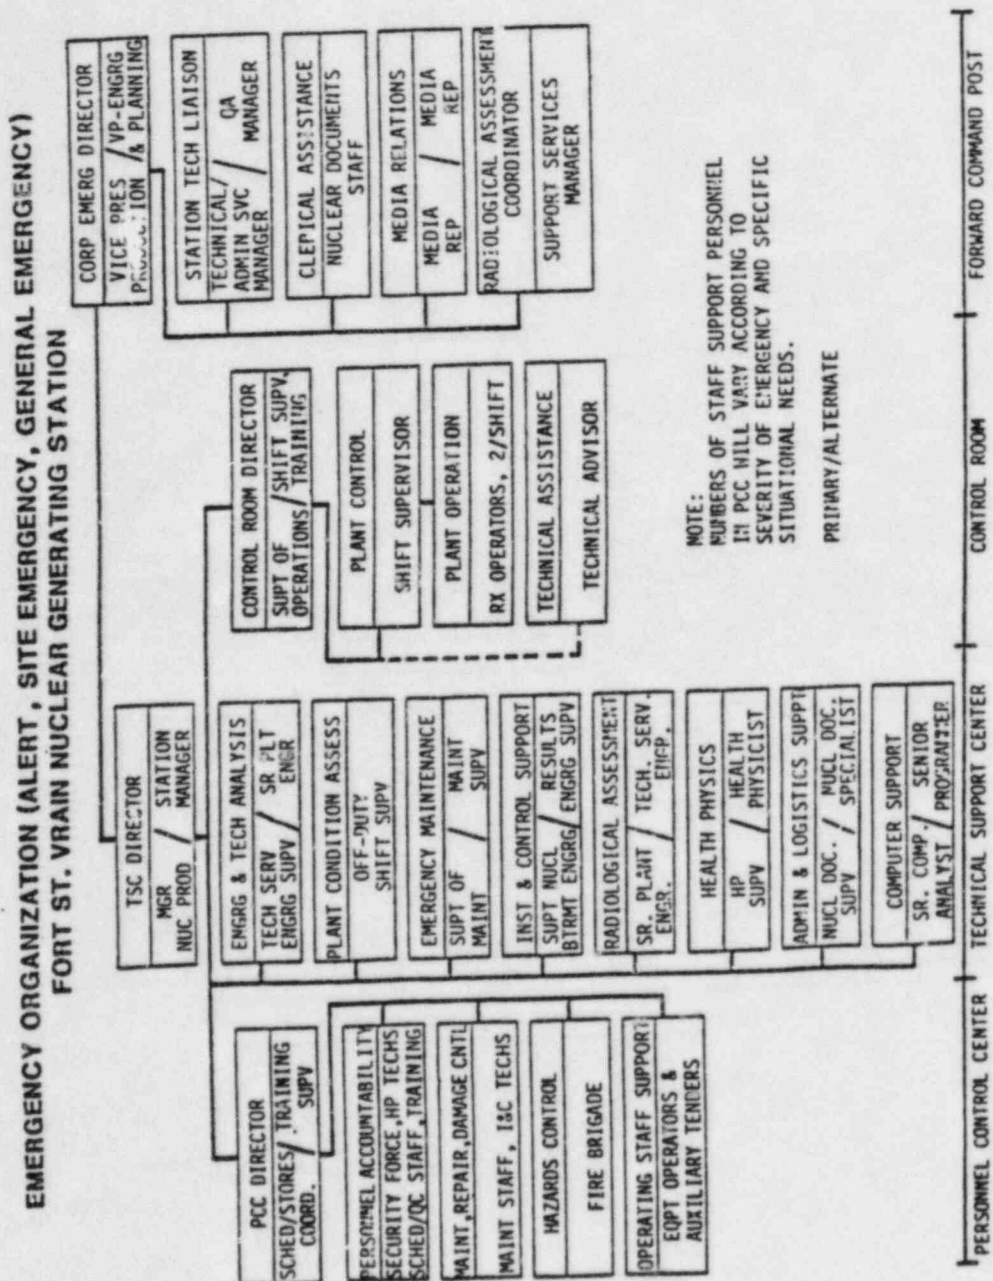 EMERGENCY ORGANIZATION (ALERT, SITE EMERGENCY, GENERAL EMERGENCY)
FORT ST. VRAIN NUCLEAR GENERATING STATION
CORP EMERG DIRECTOR
VICE PRES / VP-ENGRG
PRODUCTION & PLANNING
STATION TECH LIAISON
TECHNICAL/ QA
ADMIN SVC / MANAGER
MANAGER
CLEPICAL ASSISTANCE
NUCLEAR DOCUMENTS
STAFF
MEDIA RELATIONS
MEDIA / MEDIA
REP REP
RADIOLOGICAL ASSESSMENT
COORDINATOR
SUPPORT SERVICES
MANAGER
TSC DIRECTOR
MGR / STATION
NUC PROD / MANAGER
CONTROL ROOM DIRECTOR
SUPT OF / SHIFT SUPV.
OPERATIONS / TRAINING
PLANT CONTROL
SHIFT SUPERVISOR
PLANT OPERATION
RX OPERATORS, 2/SHIFT
TECHNICAL ASSISTANCE
TECHNICAL ADVISOR
ENGRG & TECH ANALYSIS
TECH SERV / SR PLT
ENGRG SUPV / ENGR
PLANT CONDITION ASSESS
OFF-DUTY
SHIFT SUPV
EMERGENCY MAINTENANCE
SUPT OF / MAINT
MAINT SUPV
INST & CONTROL SUPPORT
SUPT NUCL / RESULTS
BTRMT ENGRG/ ENGRG SUPV
RADIOLOGICAL ASSESSMENT
SR. PLANT / TECH. SERV.
ENGR. ENGR.
HEALTH PHYSICS
HP / HEALTH
SUPV / PHYSICIST
ADMIN & LOGISTICS SUPPT
NUCL DOC. / NUCL DOC.
SUPV / SPECIALIST
COMPUTER SUPPORT
SR. COMP. / SENIOR
ANALYST / PROGRAMMER
PCC DIRECTOR
SCHED/STORES / TRAINING
COORD. SUPV
PERSONNEL ACCOUNTABILITY
SECURITY FORCE, HP TECHS
SCHED/QC STAFF, TRAINING
MAINT, REPAIR, DAMAGE CNTL
MAINT STAFF, I&C TECHS
HAZARDS CONTROL
FIRE BRIGADE
OPERATING STAFF SUPPORT
EQPT OPERATORS &
AUXILIARY TENDERS
NOTE:
NUMBERS OF STAFF SUPPORT PERSONNEL
IN PCC WILL VARY ACCORDING TO
SEVERITY OF EMERGENCY AND SPECIFIC
SITUATIONAL NEEDS.
PRIMARY/ALTERNATE
PERSONNEL CONTROL CENTER
TECHNICAL SUPPORT CENTER
CONTROL ROOM
FORWARD COMMAND POST